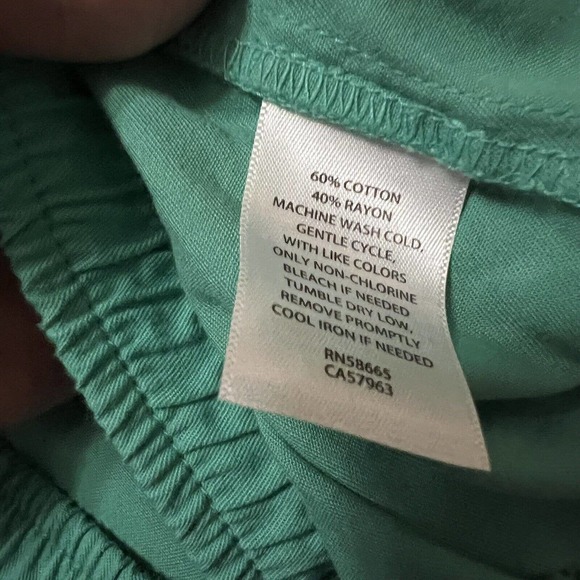 60% COTTON
40% RAYON
MACHINE WASH COLD,
GENTLE CYCLE,
WITH LIKE COLORS
ONLY NON-CHLORINE
BLEACH IF NEEDED
TUMBLE DRY LOW,
REMOVE PROMPTLY
COOL IRON IF NEEDED
RN58665
CA57963